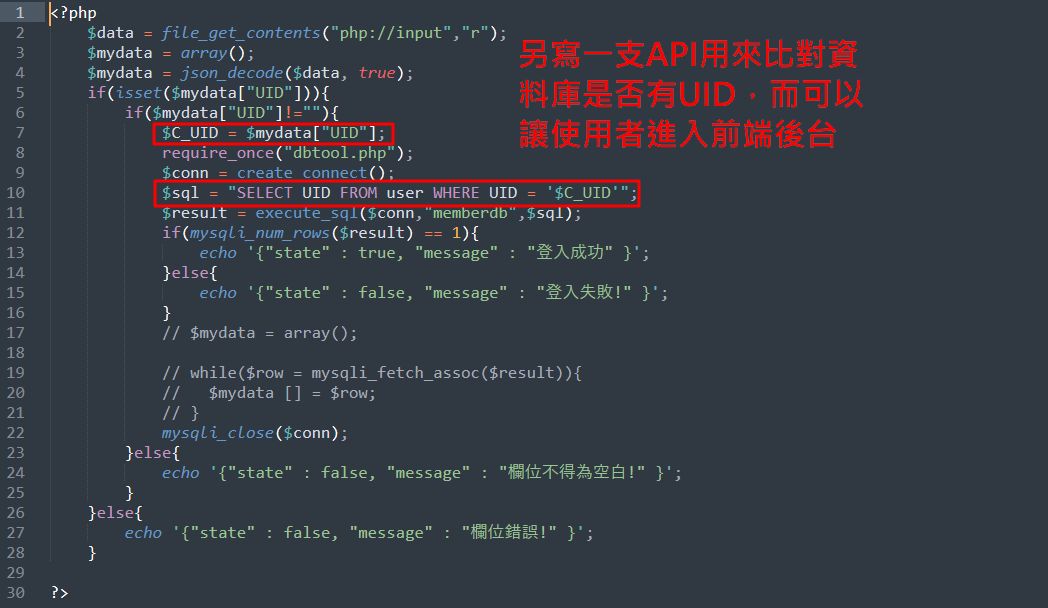 1 <?php
2 $data = file_get_contents("php://input","r");
3 $mydata = array();
4 $mydata = json_decode($data, true);
5 if(isset($mydata["UID"])){
6 if($mydata["UID"]!=""){
7 $C_UID = $mydata["UID"];
8 require_once("dbtool.php");
9 $conn = create_connect();
10 $sql = "SELECT UID FROM user WHERE UID = '$C_UID'";
11 $result = execute_sql($conn,"memberdb",$sql);
12 if(mysqli_num_rows($result) == 1){
13 echo '{"state" : true, "message" : "登入成功" }';
14 }else{
15 echo '{"state" : false, "message" : "登入失敗!" }';
16 }
17 // $mydata = array();
18
19 // while($row = mysqli_fetch_assoc($result)){
20 //   $mydata [] = $row;
21 // }
22 mysqli_close($conn);
23 }else{
24 echo '{"state" : false, "message" : "欄位不得為空白!" }';
25 }
26 }else{
27 echo '{"state" : false, "message" : "欄位錯誤!" }';
28 }
29
30 ?>
另寫一支API用來比對資
料庫是否有UID，而可以
讓使用者進入前端後台